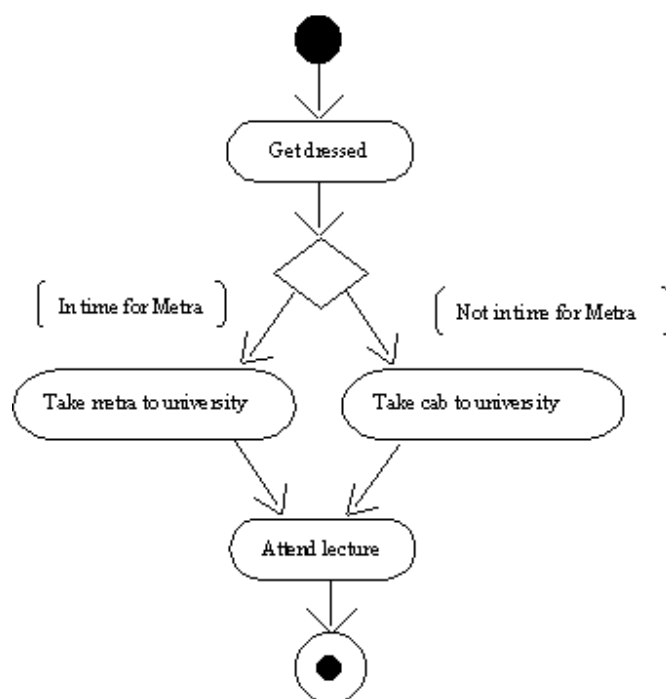 Get dressed
[ In time for Metra ]
[ Not in time for Metra ]
Take metra to university
Take cab to university
Attend lecture